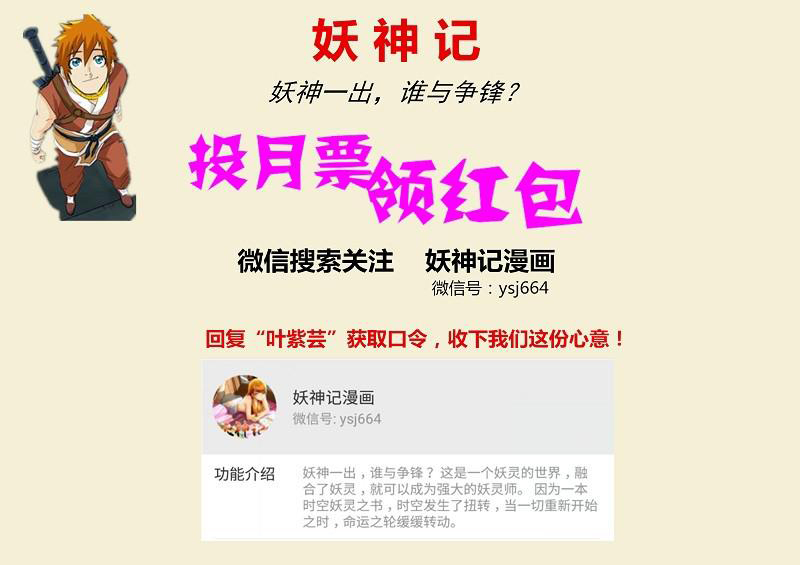 妖神记
妖神一出，谁与争锋？
投月票领红包
微信搜索关注 妖神记漫画
微信号：ysj664
回复“叶紫芸”获取口令，收下我们这份心意！
妖神记漫画
微信号: ysj664
功能介绍 妖神一出，谁与争锋？ 这是一个妖灵的世界，融
合了妖灵，就可以成为强大的妖灵师。 因为一本
时空妖灵之书，时空发生了扭转，当一切重新开始
之时，命运之轮缓缓转动。